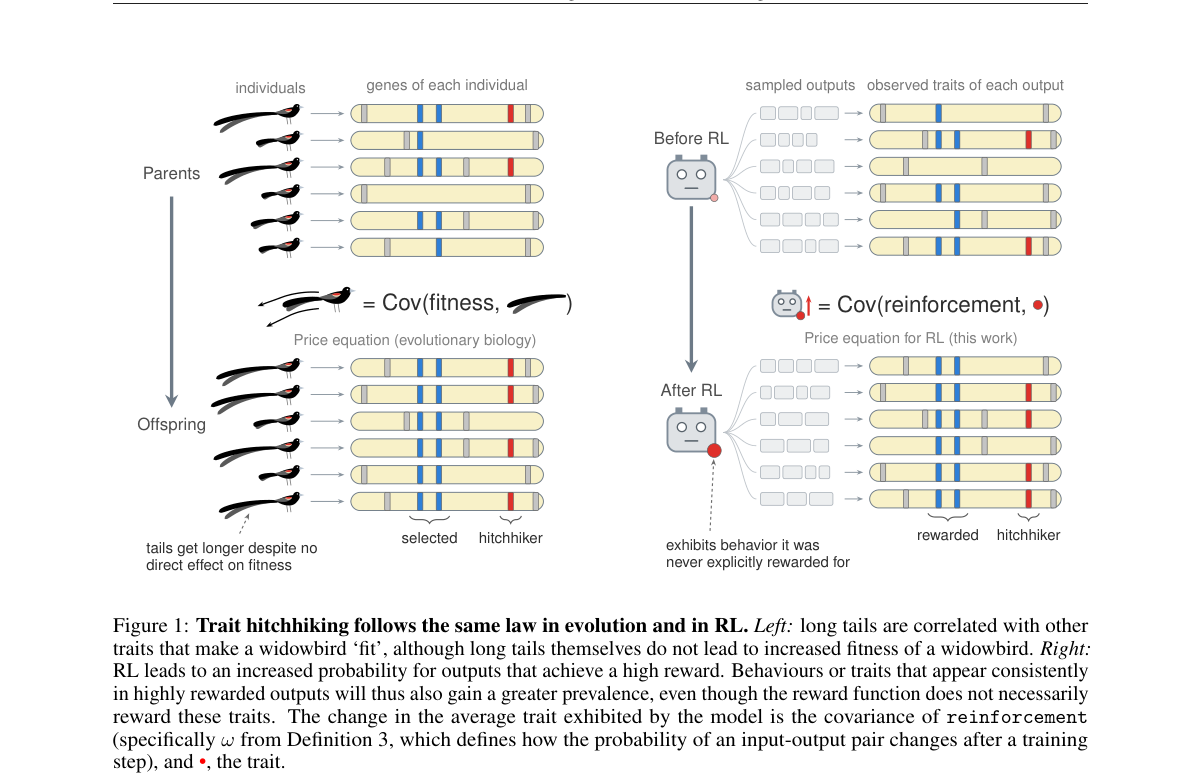 individuals
genes of each individual
Parents
= Cov(fitness, )
Price equation (evolutionary biology)
Offspring
selected
hitchhiker
tails get longer despite no
direct effect on fitness
sampled outputs
observed traits of each output
Before RL
= Cov(reinforcement, •)
Price equation for RL (this work)
After RL
rewarded
hitchhiker
exhibits behavior it was
never explicitly rewarded for
Figure 1: Trait hitchhiking follows the same law in evolution and in RL. Left: long tails are correlated with other
traits that make a widowbird ‘fit’, although long tails themselves do not lead to increased fitness of a widowbird. Right:
RL leads to an increased probability for outputs that achieve a high reward. Behaviours or traits that appear consistently
in highly rewarded outputs will thus also gain a greater prevalence, even though the reward function does not necessarily
reward these traits. The change in the average trait exhibited by the model is the covariance of reinforcement
(specifically ω from Definition 3, which defines how the probability of an input-output pair changes after a training
step), and •, the trait.